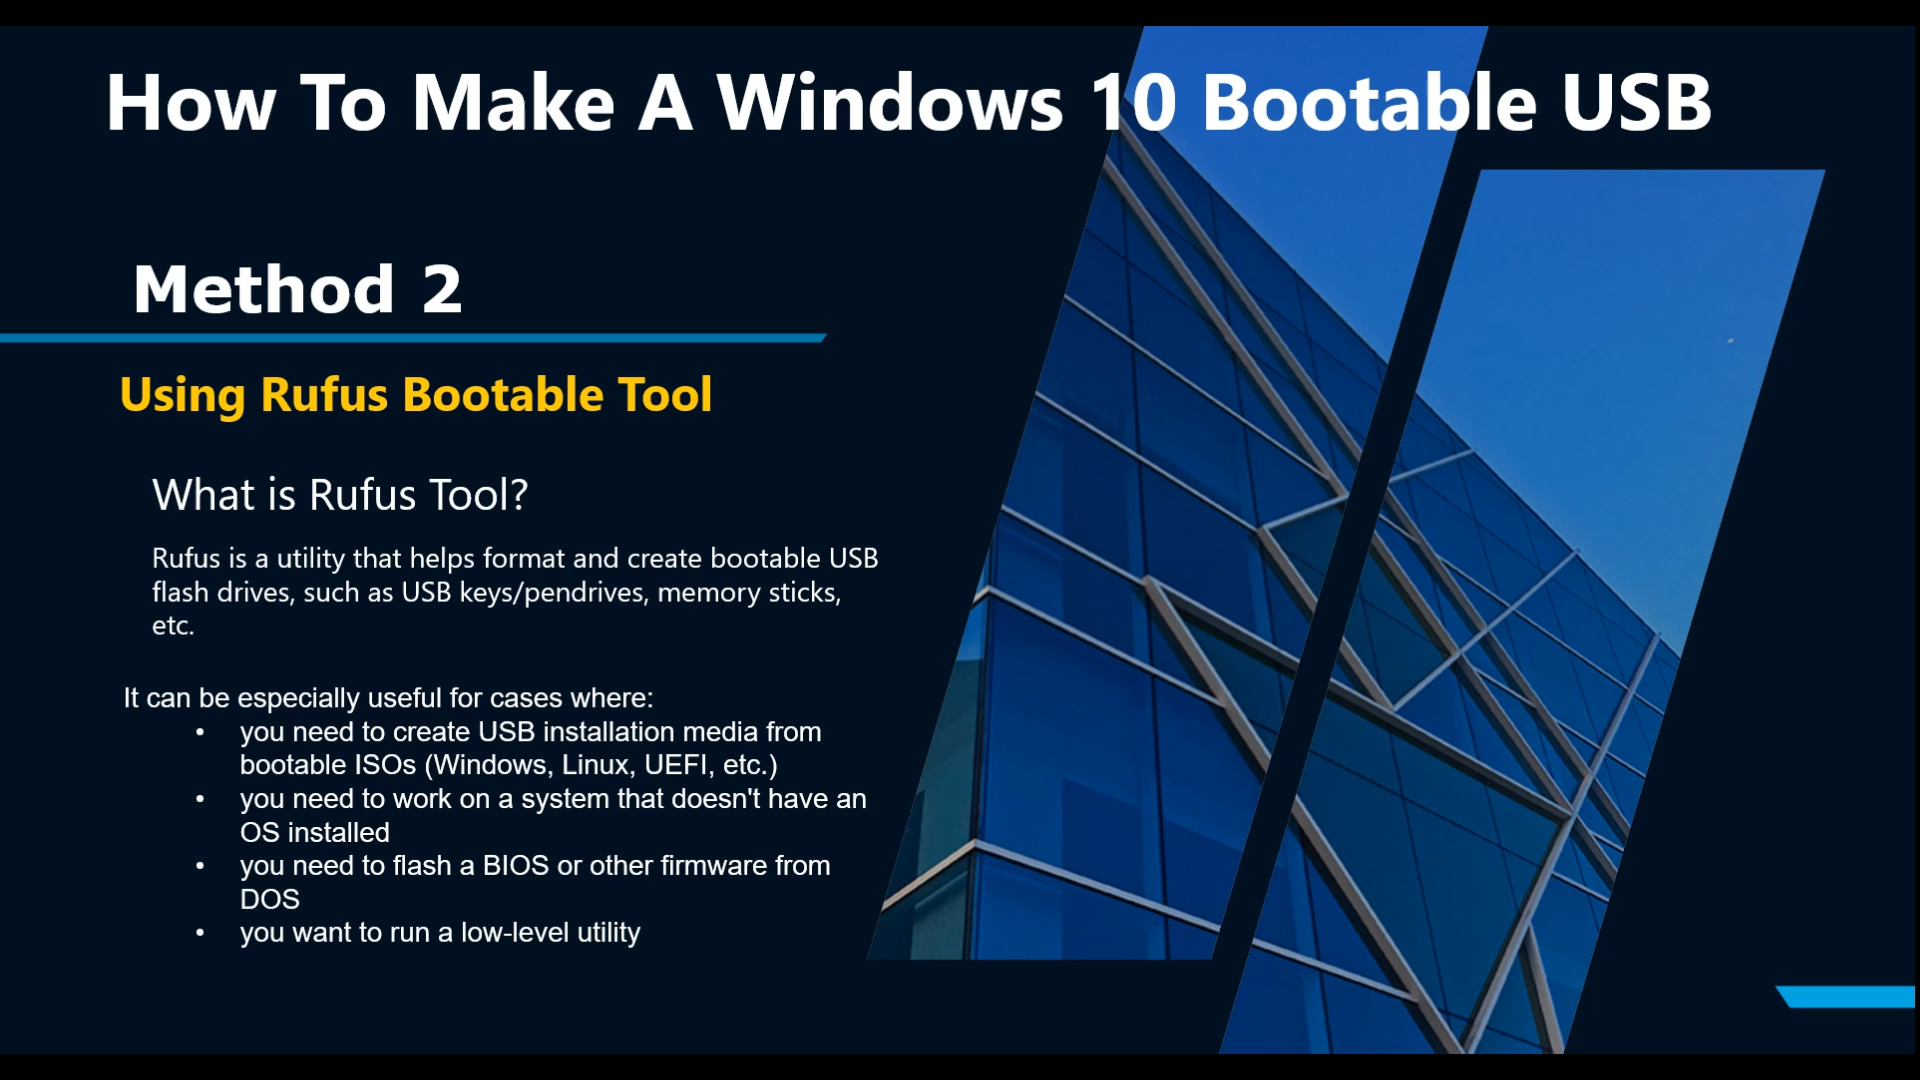 How To Make A Windows 10 Bootable USB
Method 2
Using Rufus Bootable Tool
What is Rufus Tool?
Rufus is a utility that helps format and create bootable USB
flash drives, such as USB keys/pendrives, memory sticks,
etc.
It can be especially useful for cases where:
• you need to create USB installation media from
bootable ISOs (Windows, Linux, UEFI, etc.)
• you need to work on a system that doesn't have an
OS installed
• you need to flash a BIOS or other firmware from
DOS
• you want to run a low-level utility